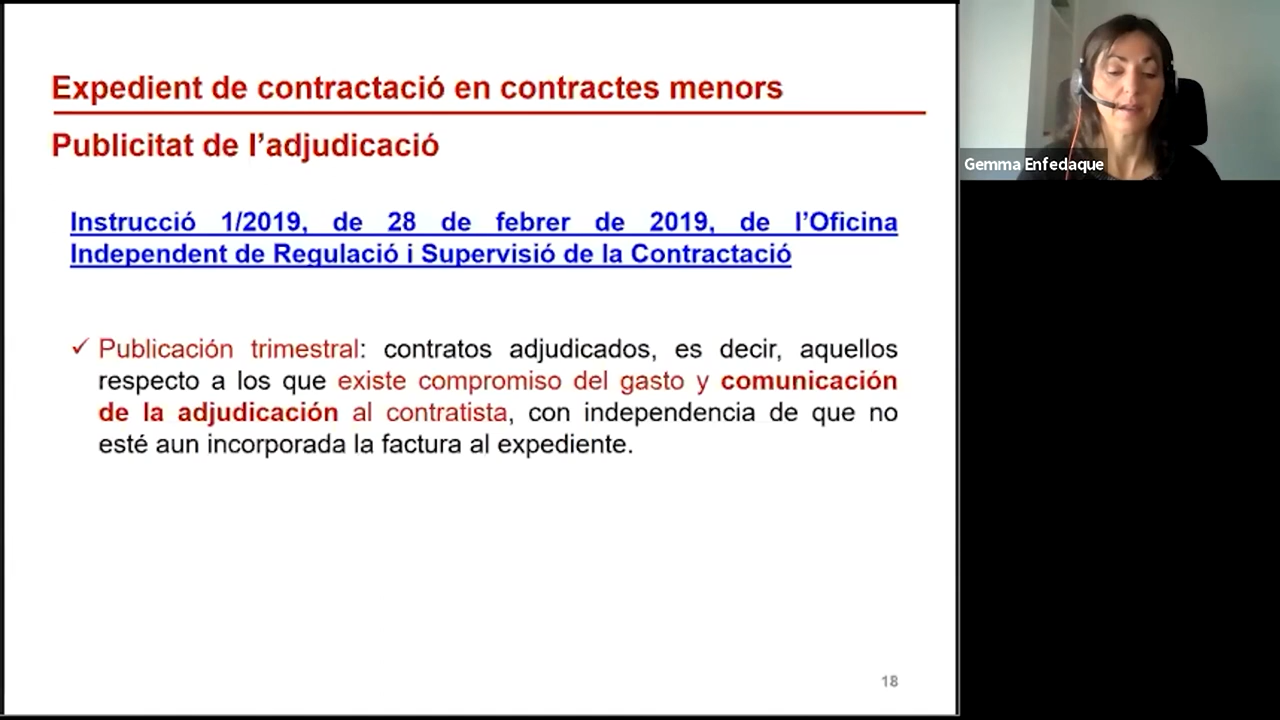 Expedient de contractació en contractes menors
Publicitat de l’adjudicació
Instrucció 1/2019, de 28 de febrer de 2019, de l’Oficina
Independent de Regulació i Supervisió de la Contractació
✓ Publicación trimestral: contratos adjudicados, es decir, aquellos
respecto a los que existe compromiso del gasto y comunicación
de la adjudicación al contratista, con independencia de que no
esté aun incorporada la factura al expediente.
18
Gemma Enfedaque